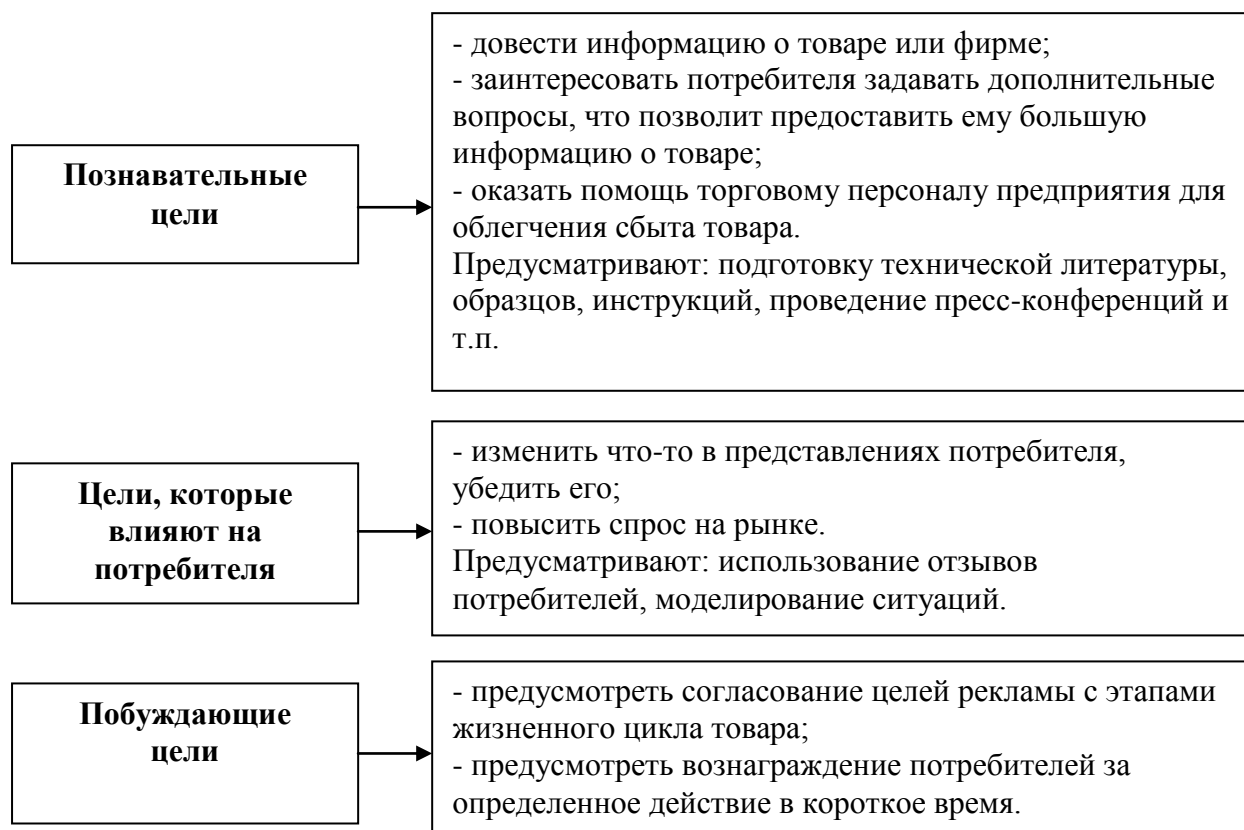 Познавательные
цели
- довести информацию о товаре или фирме;
- заинтересовать потребителя задавать дополнительные
вопросы, что позволит предоставить ему большую
информацию о товаре;
- оказать помощь торговому персоналу предприятия для
облегчения сбыта товара.
Предусматривают: подготовку технической литературы,
образцов, инструкций, проведение пресс-конференций и
т.п.
Цели, которые
влияют на
потребителя
- изменить что-то в представлениях потребителя,
убедить его;
- повысить спрос на рынке.
Предусматривают: использование отзывов
потребителей, моделирование ситуаций.
Побуждающие
цели
- предусмотреть согласование целей рекламы с этапами
жизненного цикла товара;
- предусмотреть вознаграждение потребителей за
определенное действие в короткое время.